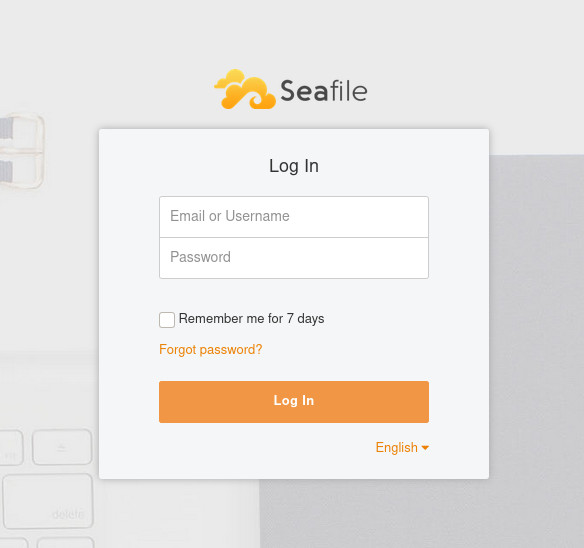 Seafile
Log In
Email or Username
Password
Remember me for 7 days
Forgot password?
Log In
English
delete